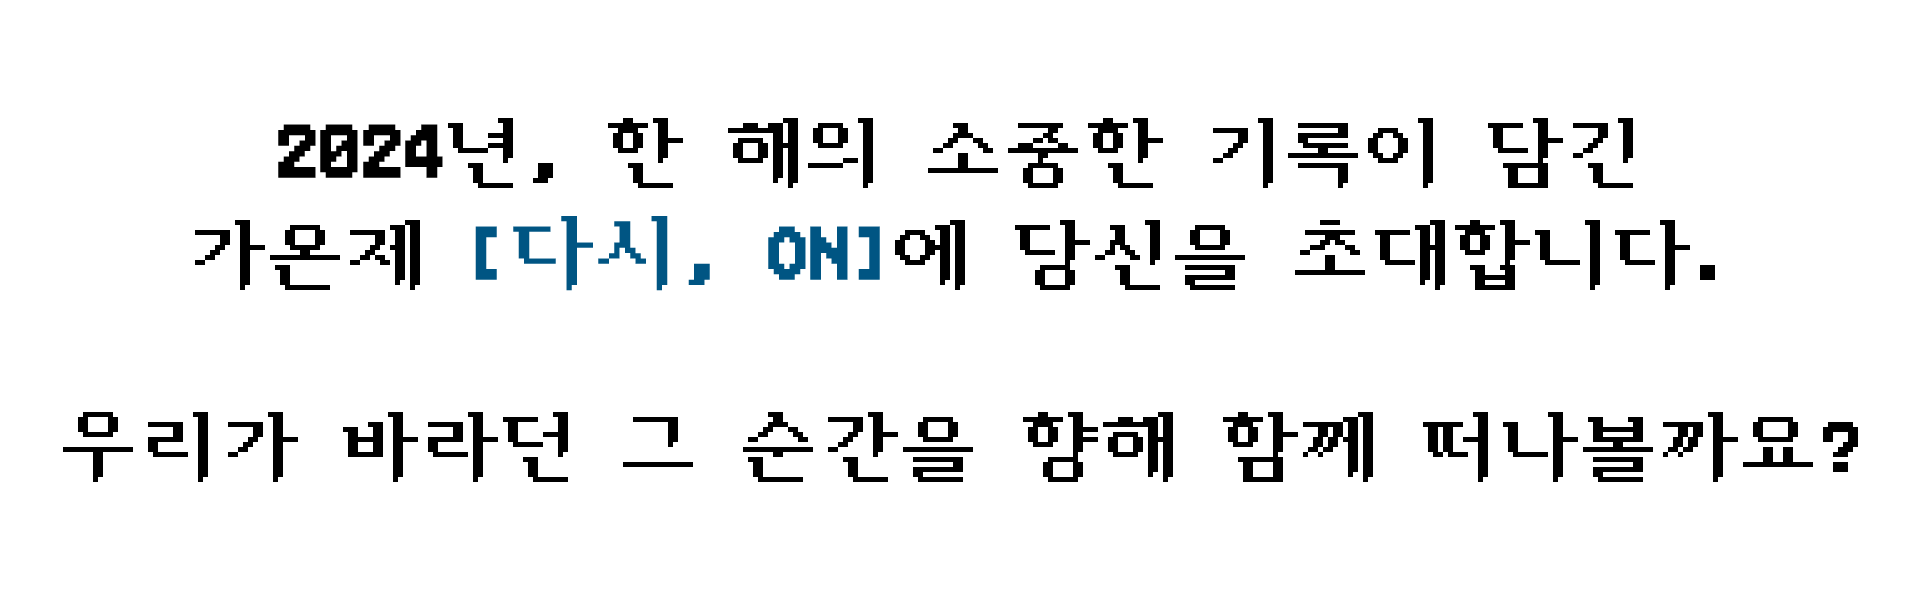 2024년, 한 해의 소중한 기록이 담긴
가온제 [다시, ON]에 당신을 초대합니다.
우리가 바라던 그 순간을 향해 함께 떠나볼까요?